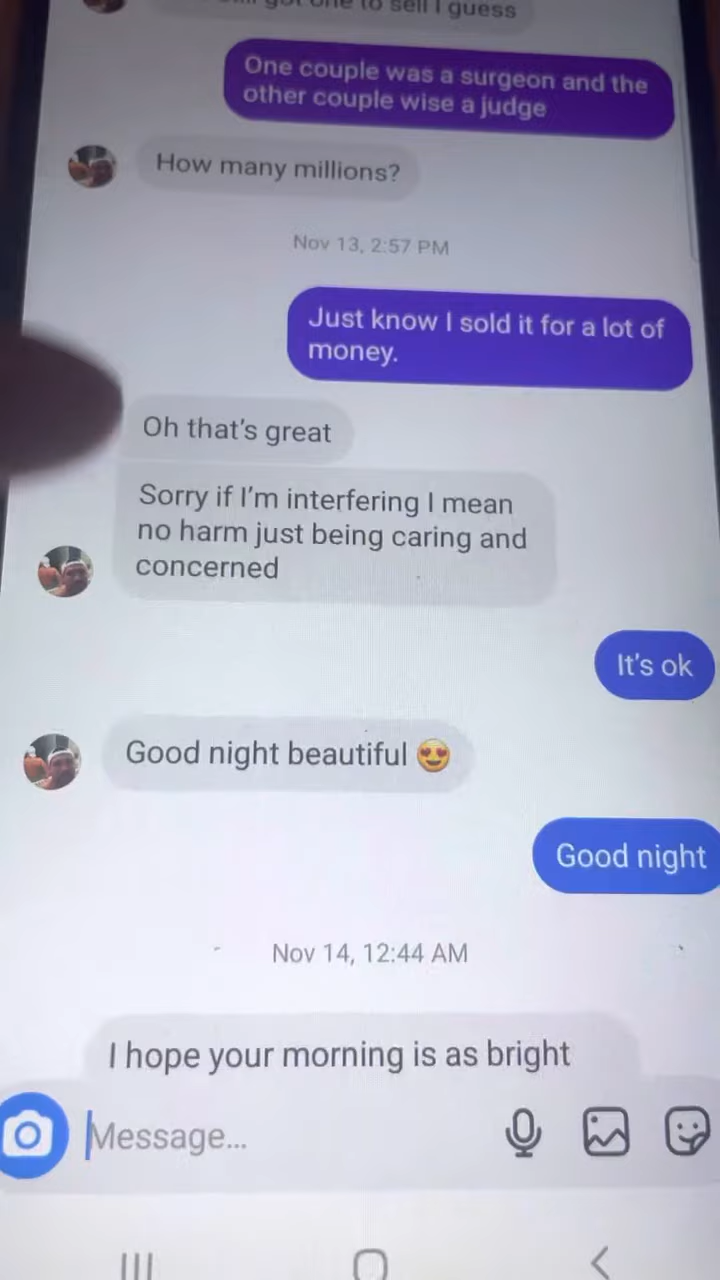 got one to sell I guess
One couple was a surgeon and the
other couple wise a judge
How many millions?
Nov 13, 2:57 PM
Just know I sold it for a lot of
money.
Oh that's great
Sorry if I'm interfering I mean
no harm just being caring and
concerned
It's ok
Good night beautiful 😍
Good night
Nov 14, 12:44 AM
I hope your morning is as bright
Message...